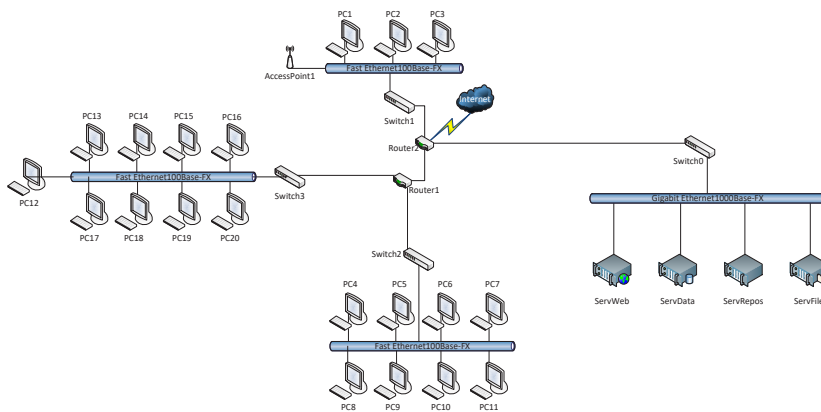 PC1 PC2 PC3
AccessPoint1
Fast Ethernet100Base-FX
Internet
Switch1
Router2
Switch0
PC13 PC14 PC15 PC16
Fast Ethernet100Base-FX
PC12
Switch3
Router1
Gigabit Ethernet1000Base-FX
PC17 PC18 PC19 PC20
Switch2
ServWeb ServData ServRepos ServFile
PC4 PC5 PC6 PC7
Fast Ethernet100Base-FX
PC8 PC9 PC10 PC11